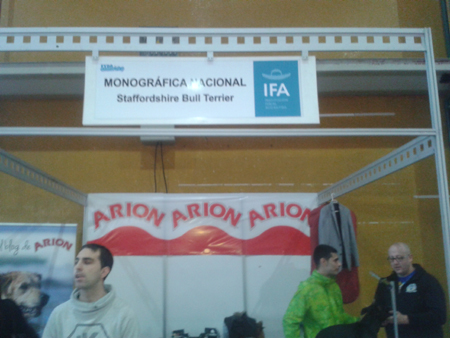 MONOGRÁFICA NACIONAL
Staffordshire Bull Terrier
IFA
ARION ARION ARION
ARION